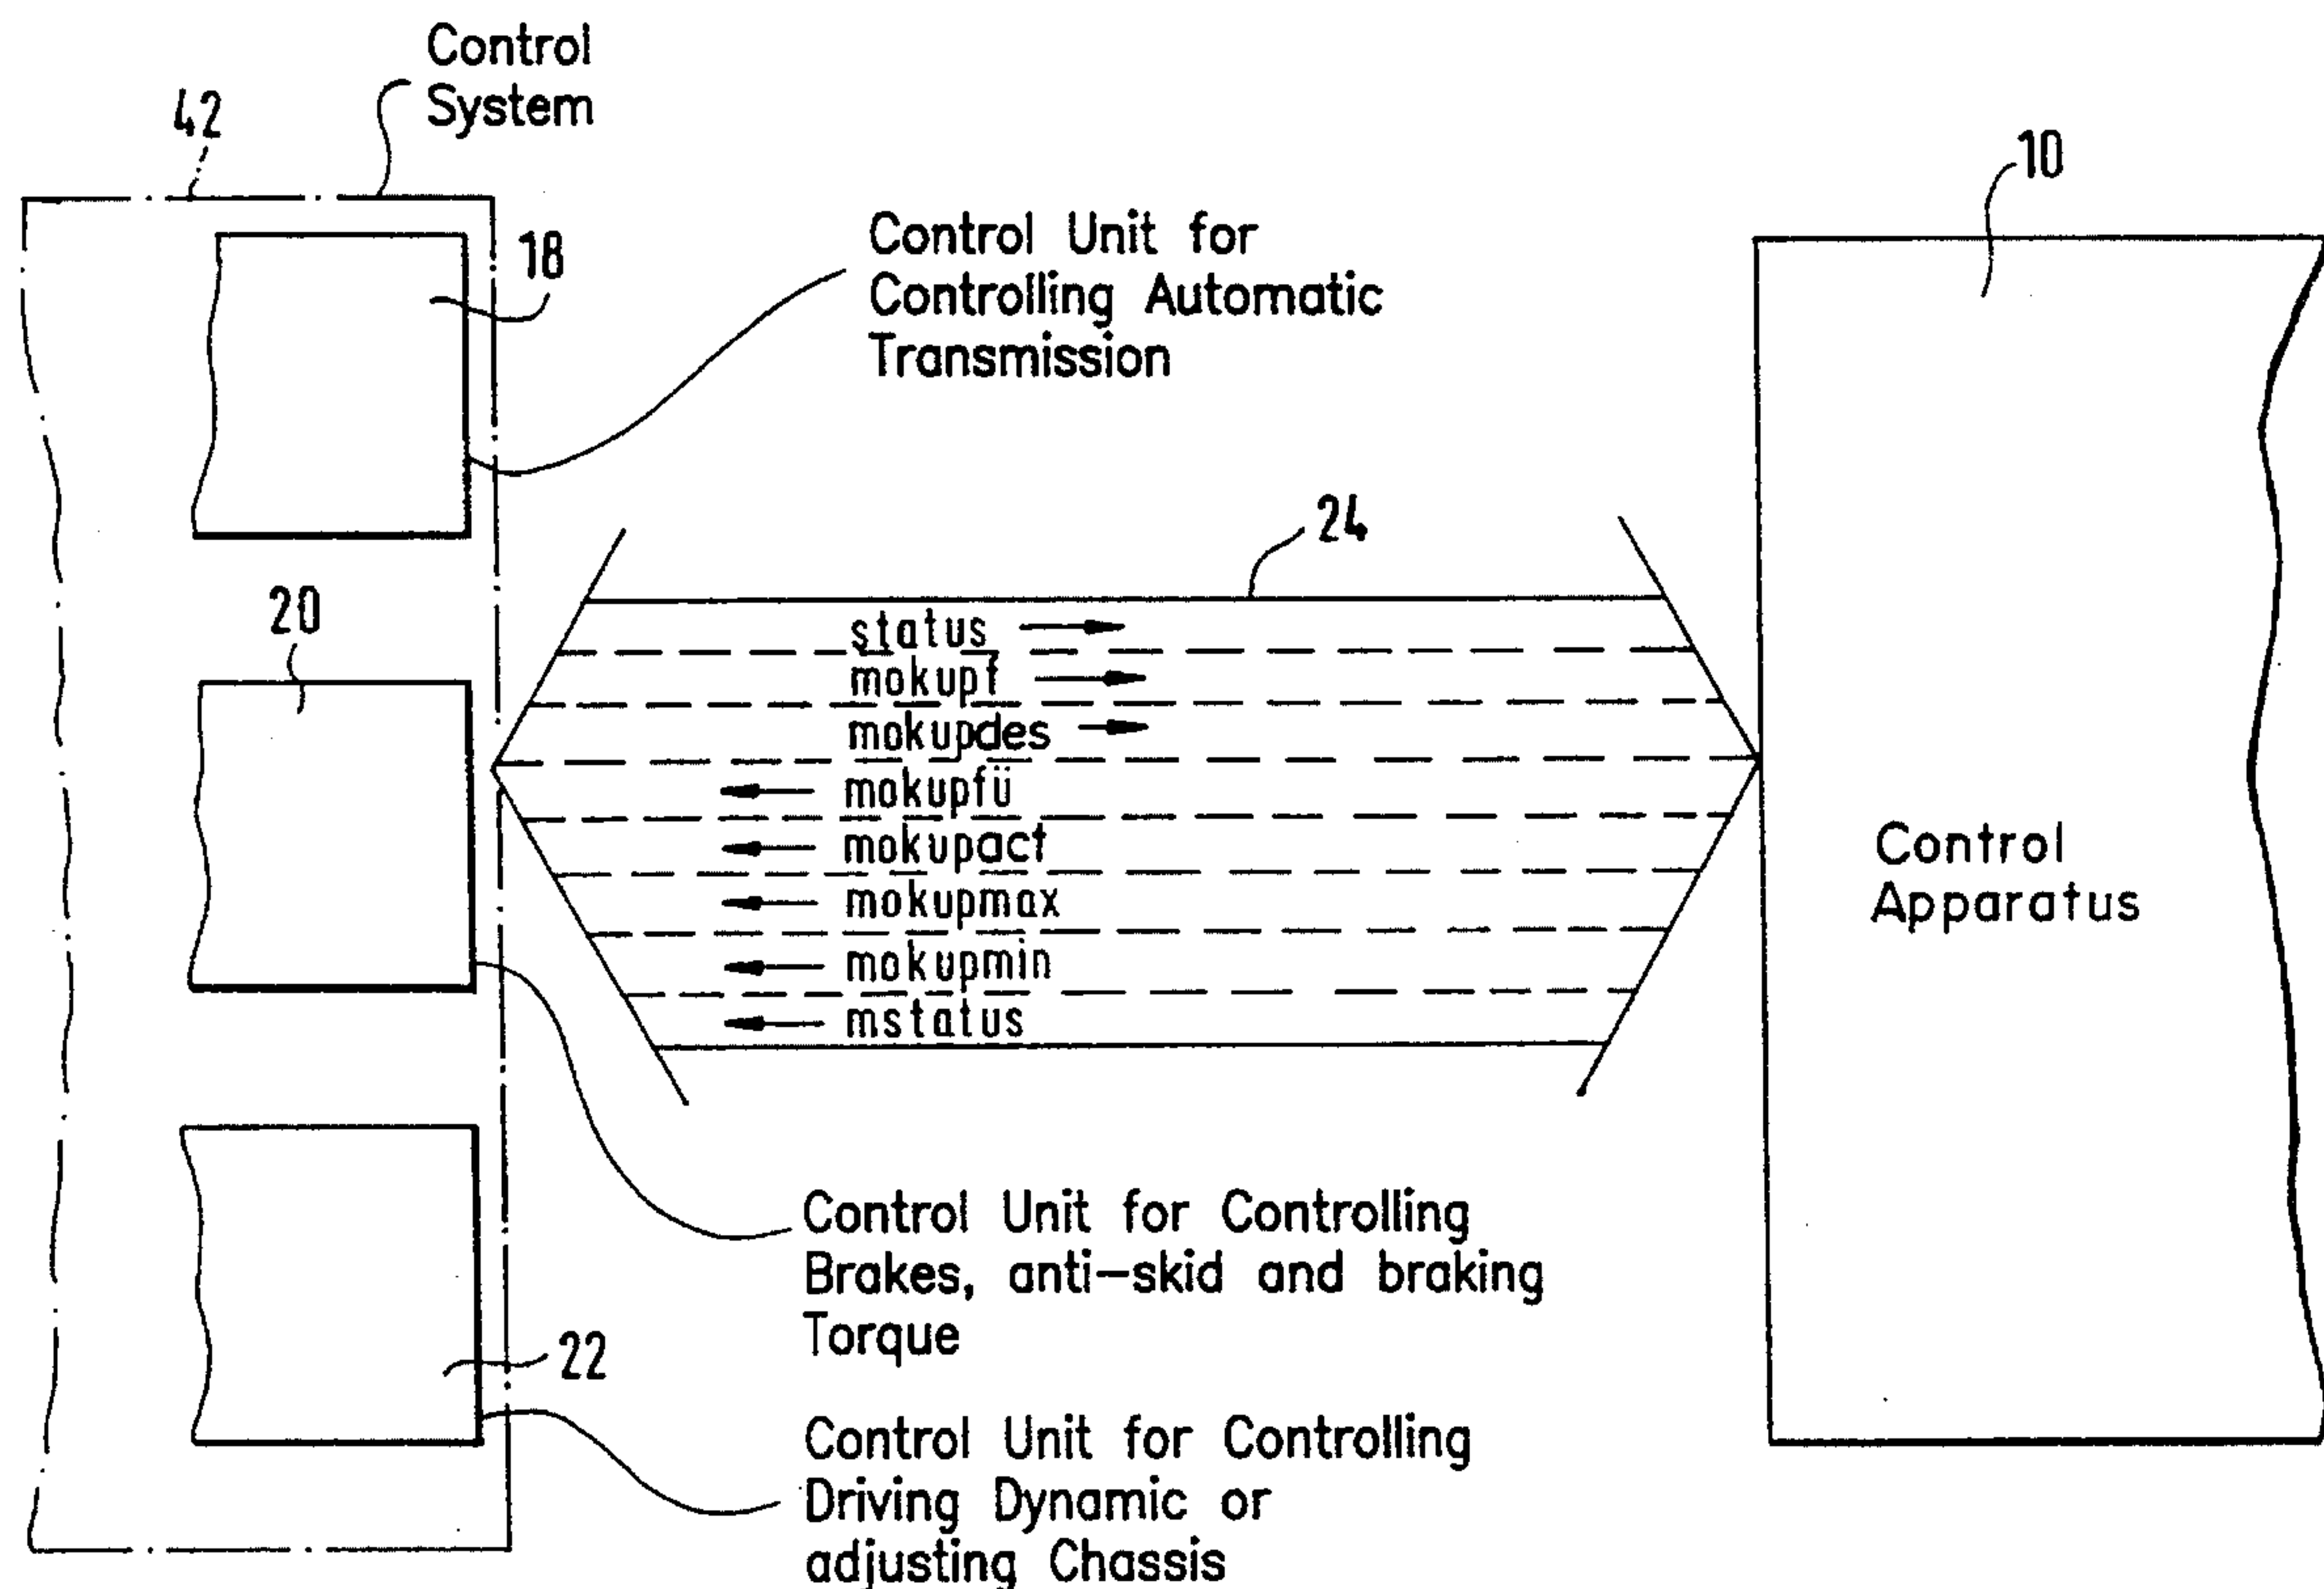 Control
System
42
10
18
Control Unit for
Controlling Automatic
Transmission
24
20
status
mokupf
mokupdes
mokupfü
mokupact
mokupmax
mokupmin
mstatus
Control
Apparatus
Control Unit for Controlling
Brakes, anti-skid and braking
Torque
22
Control Unit for Controlling
Driving Dynamic or
adjusting Chassis